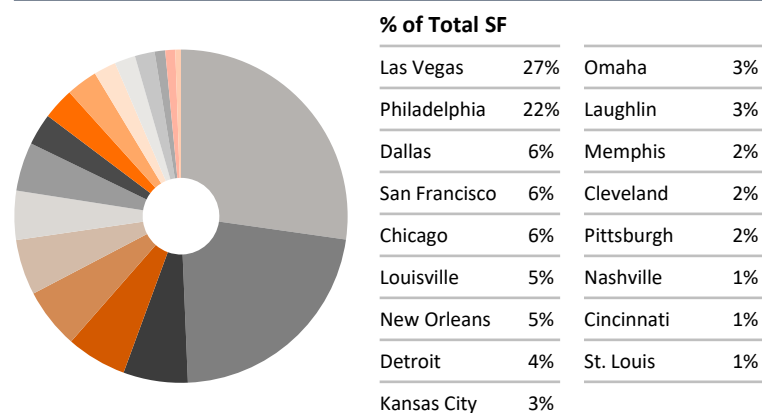 % of Total SF
Las Vegas 27% Omaha 3%
Philadelphia 22% Laughlin 3%
Dallas 6% Memphis 2%
San Francisco 6% Cleveland 2%
Chicago 6% Pittsburgh 2%
Louisville 5% Nashville 1%
New Orleans 5% Cincinnati 1%
Detroit 4% St. Louis 1%
Kansas City 3%